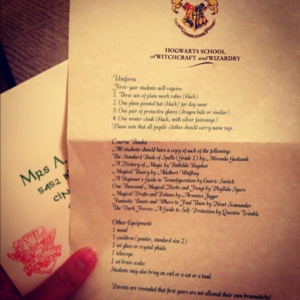 HOGWARTS SCHOOL
of WITCHCRAFT and WIZARDRY
Uniform
First-year students will require:
1. Three sets of plain work robes (black)
2. One plain pointed hat (black) for day wear
3. One pair of protective gloves (dragon hide or similar)
4. One winter cloak (black, with silver fastenings)
Please note that all pupils' clothes should carry name tags.
Course Books
All students should have a copy of each of the following:
The Standard Book of Spells (Grade 1) by Miranda Goshawk
A History of Magic by Bathilda Bagshot
Magical Theory by Adalbert Waffling
A Beginner's Guide to Transfiguration by Emeric Switch
One Thousand Magical Herbs and Fungi by Phyllida Spore
Magical Drafts and Potions by Arsenius Jigger
Fantastic Beasts and Where to Find Them by Newt Scamander
The Dark Forces: A Guide to Self-Protection by Quentin Trimble
Other Equipment
1 wand
1 cauldron (pewter, standard size 2)
1 set glass or crystal phials
1 telescope
1 set brass scales
Students may also bring an owl or a cat or a toad.
Parents are reminded that first years are not allowed their own broomsticks!
Mrs A.
5452
Cin